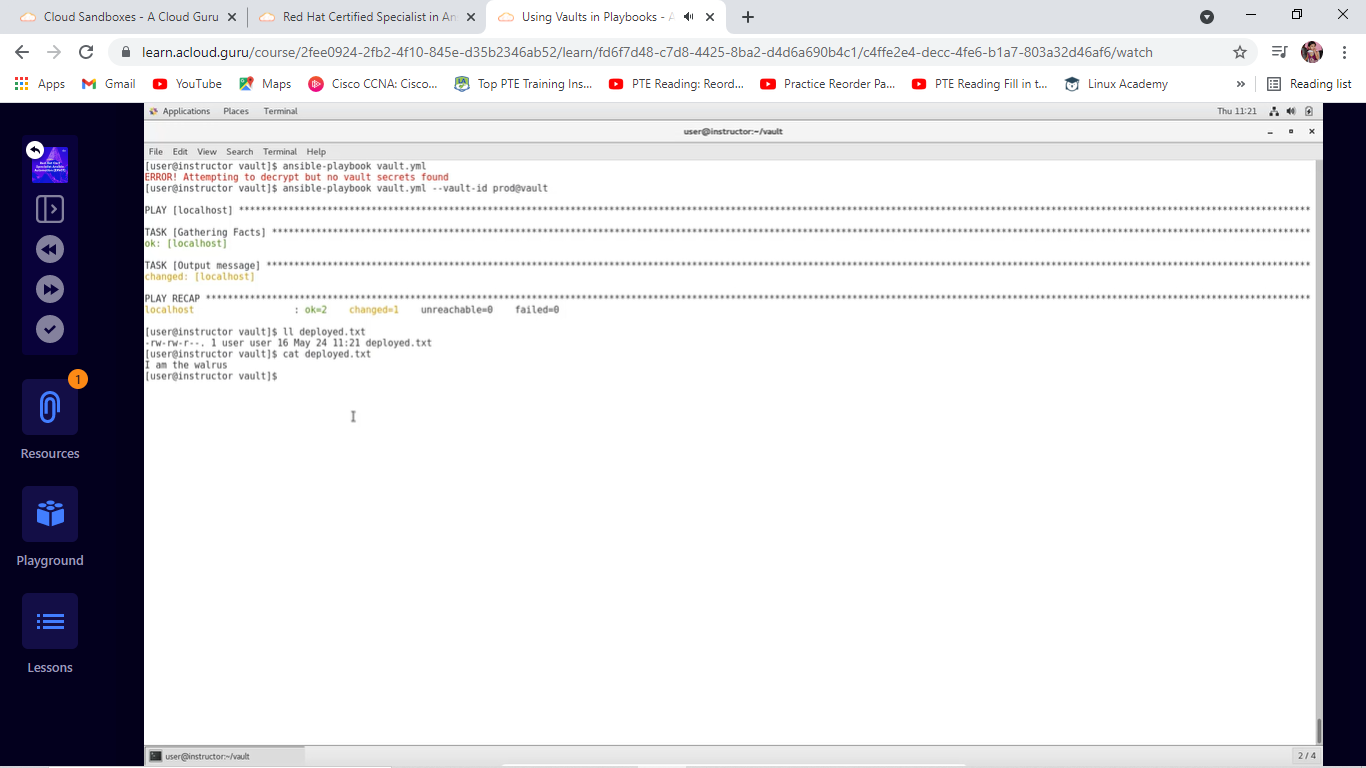 Cloud Sandboxes - A Cloud Guru
Red Hat Certified Specialist in An
Using Vaults in Playbooks - A
learn.acloud.guru/course/2fee0924-2fb2-4f10-845e-d35b2346ab52/learn/fd6f7d48-c7d8-4425-8ba2-d4d6a690b4c1/c4ffe2e4-decc-4fe6-b1a7-803a32d46af6/watch
Apps Gmail YouTube Maps Cisco CCNA: Cisco... Top PTE Training Ins... PTE Reading: Reord... Practice Reorder Pa... PTE Reading Fill in t... Linux Academy » Reading list
Applications Places Terminal Thu 11:21
user@instructor:~/vault
File Edit View Search Terminal Help
[user@instructor vault]$ ansible-playbook vault.yml
ERROR! Attempting to decrypt but no vault secrets found
[user@instructor vault]$ ansible-playbook vault.yml --vault-id prod@vault
PLAY [localhost]
TASK [Gathering Facts]
ok: [localhost]
TASK [Output message]
changed: [localhost]
PLAY RECAP
localhost : ok=2 changed=1 unreachable=0 failed=0
[user@instructor vault]$ ll deployed.txt
-rw-rw-r--. 1 user user 16 May 24 11:21 deployed.txt
[user@instructor vault]$ cat deployed.txt
I am the walrus
[user@instructor vault]$
1
Resources
Playground
Lessons
user@instructor:~/vault
2 / 4